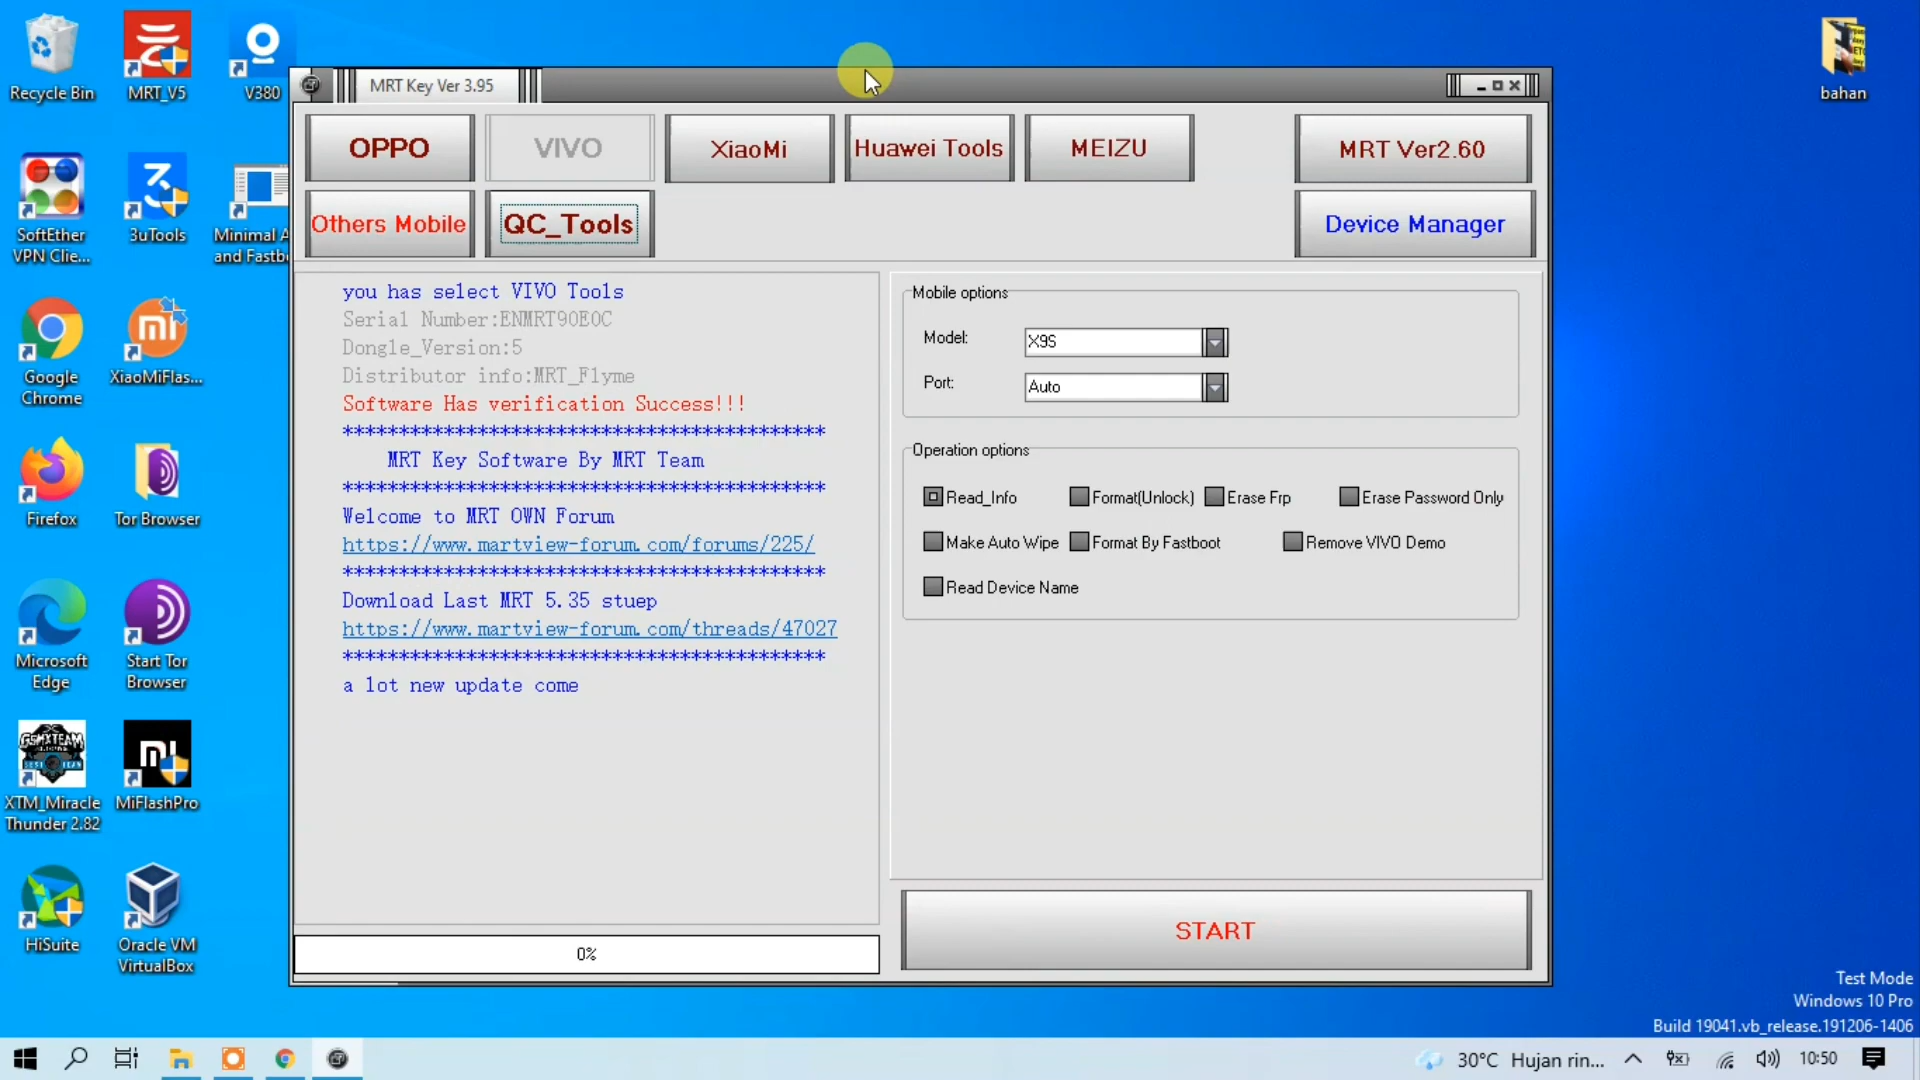 Recycle Bin
MRT_V5
V380
SoftEther
VPN Clie...
3uTools
Minimal A
and Fastb
Google
Chrome
XiaoMiFlas...
Firefox
Tor Browser
Microsoft
Edge
Start Tor
Browser
GSMXTEAM
XTM_Miracle
Thunder 2.82
MiFlashPro
HiSuite
Oracle VM
VirtualBox
bahan
MRT Key Ver 3.95
OPPO
VIVO
XiaoMi
Huawei Tools
MEIZU
MRT Ver2.60
Others Mobile
QC_Tools
Device Manager
you has select VIVO Tools
Serial Number:ENMRT90E0C
Dongle_Version:5
Distributor info:MRT_Flyme
Software Has verification Success!!!
*******************************************
MRT Key Software By MRT Team
*******************************************
Welcome to MRT OWN Forum
https://www.martview-forum.com/forums/225/
*******************************************
Download Last MRT 5.35 stuep
https://www.martview-forum.com/threads/47027
*******************************************
a lot new update come
0%
Mobile options
Model: X9S
Port: Auto
Operation options
Read_Info Format(Unlock) Erase Frp Erase Password Only
Make Auto Wipe Format By Fastboot Remove VIVO Demo
Read Device Name
START
Test Mode
Windows 10 Pro
Build 19041.vb_release.191206-1406
30°C Hujan rin... 10:50